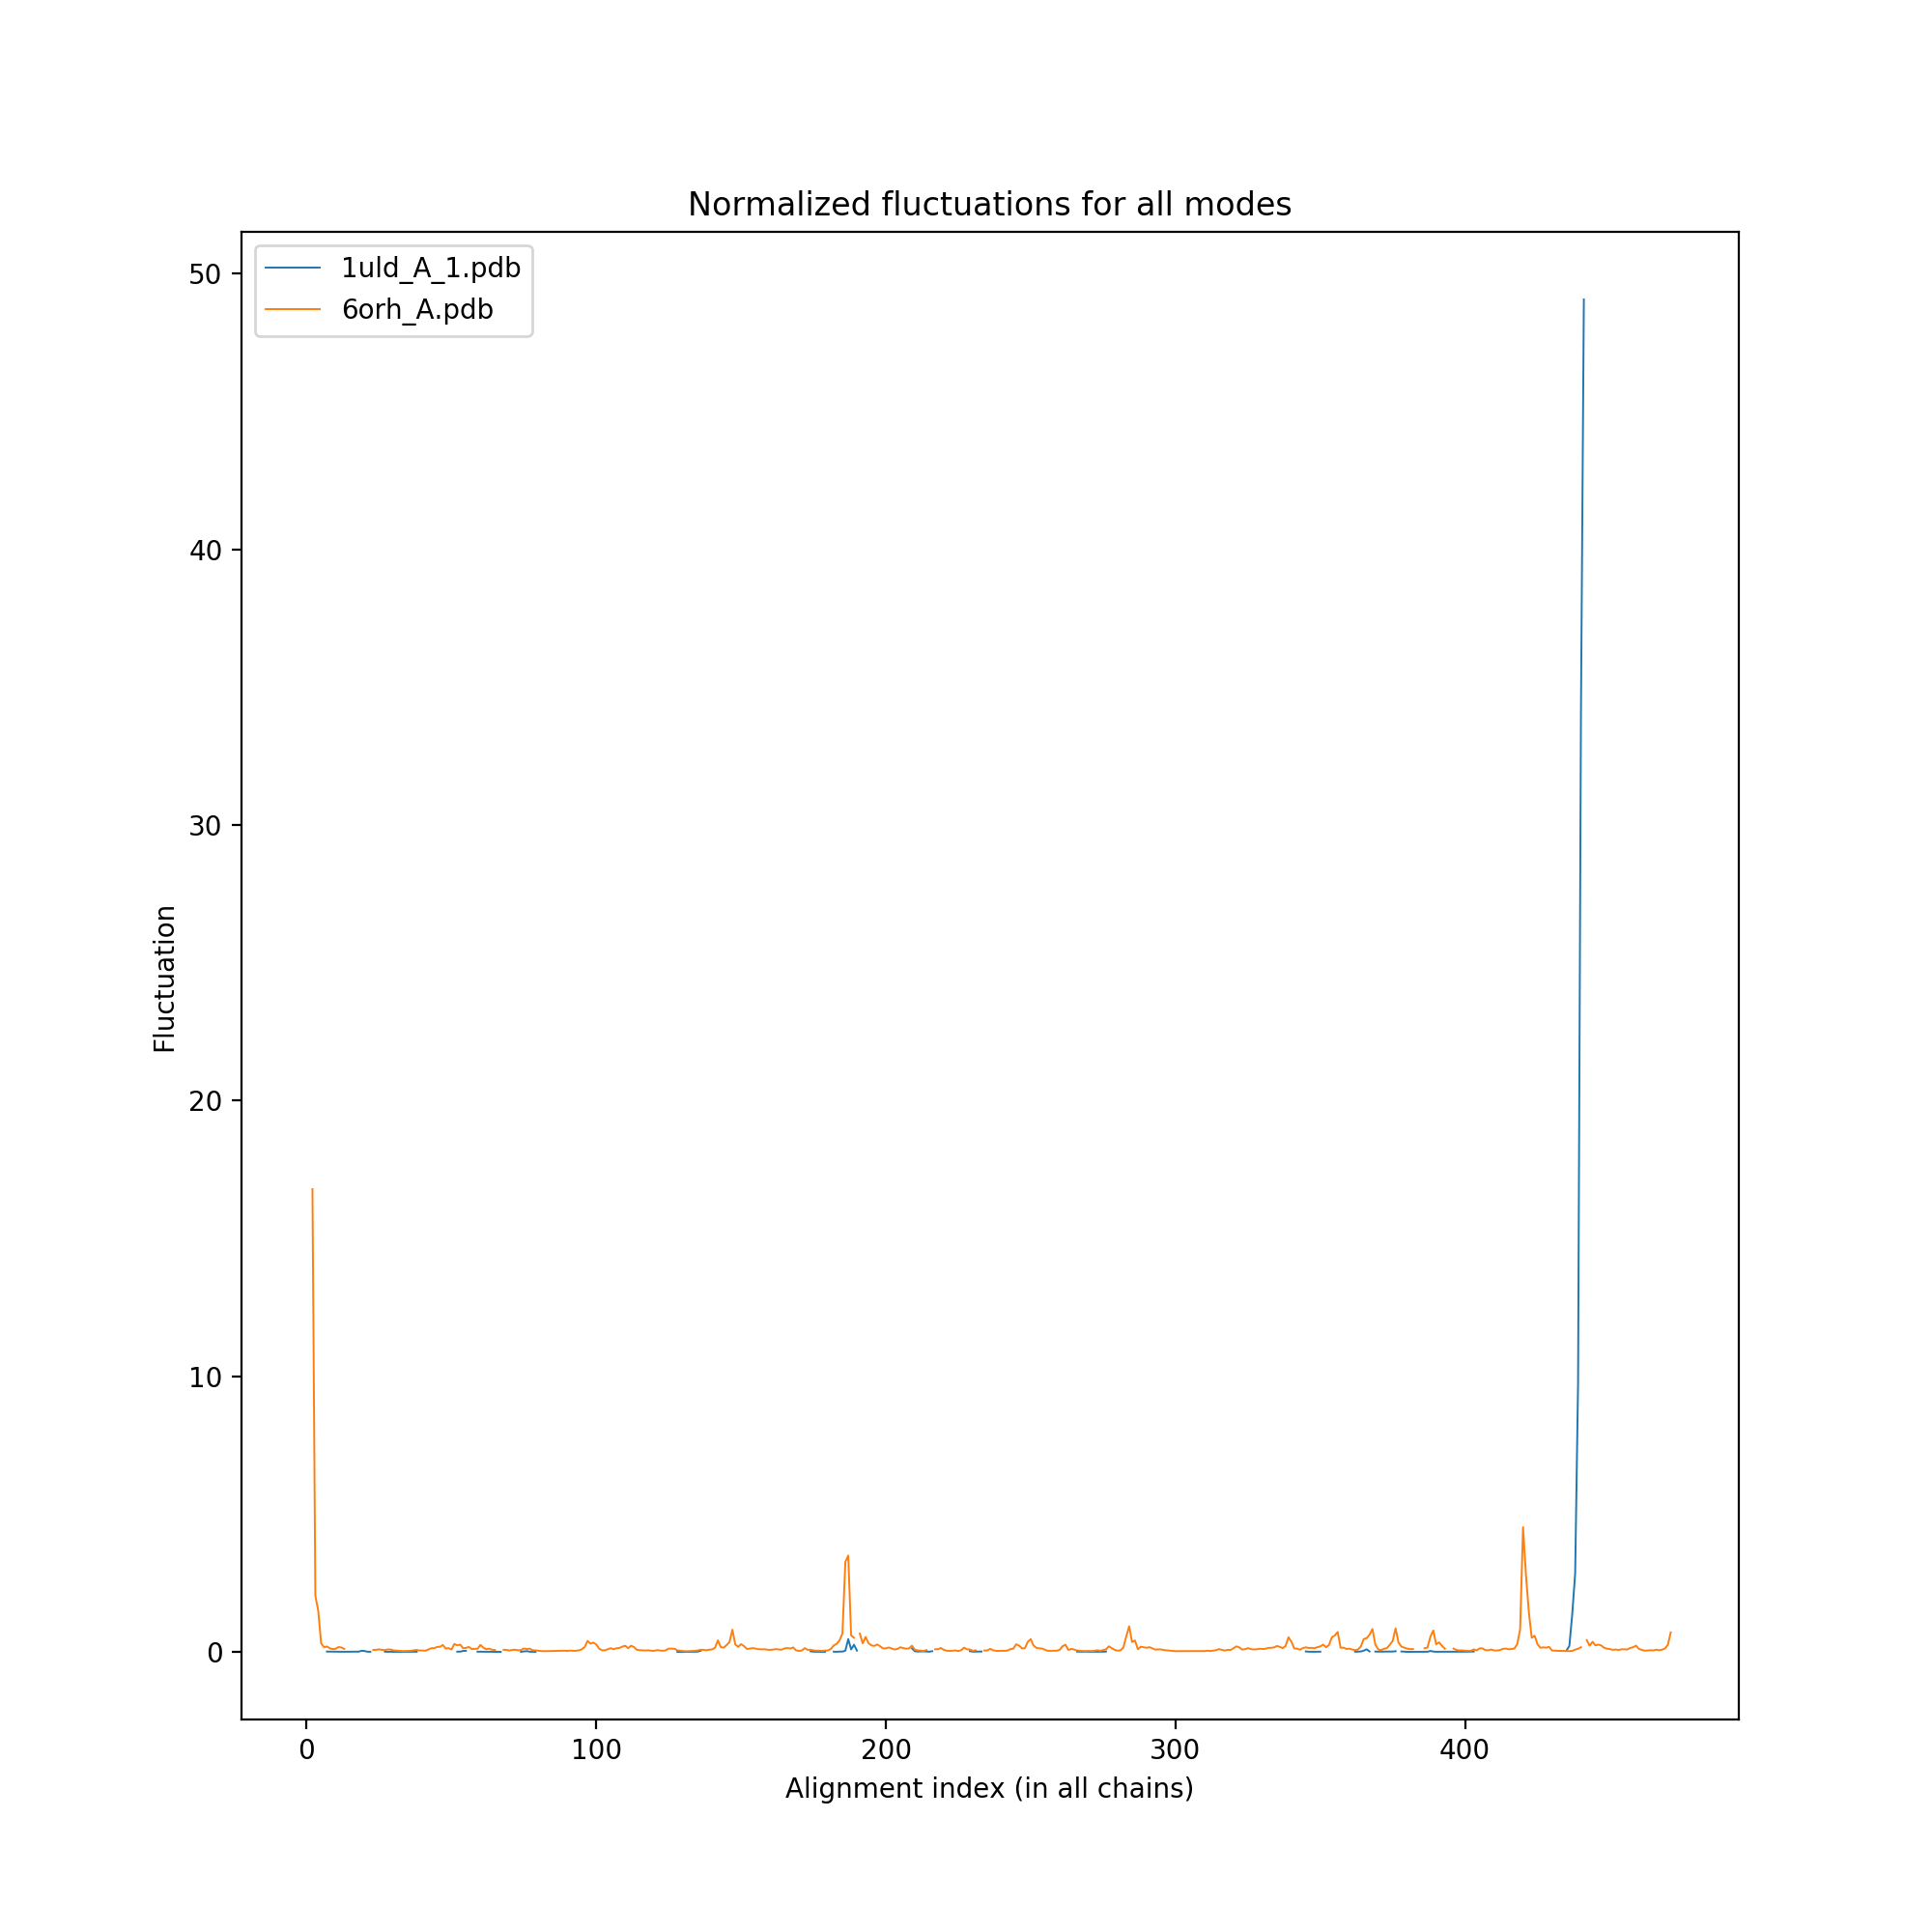 Normalized fluctuations for all modes
1uld_A_1.pdb
6orh_A.pdb
50
40
30
20
10
0
Fluctuation
0 100 200 300 400
Alignment index (in all chains)